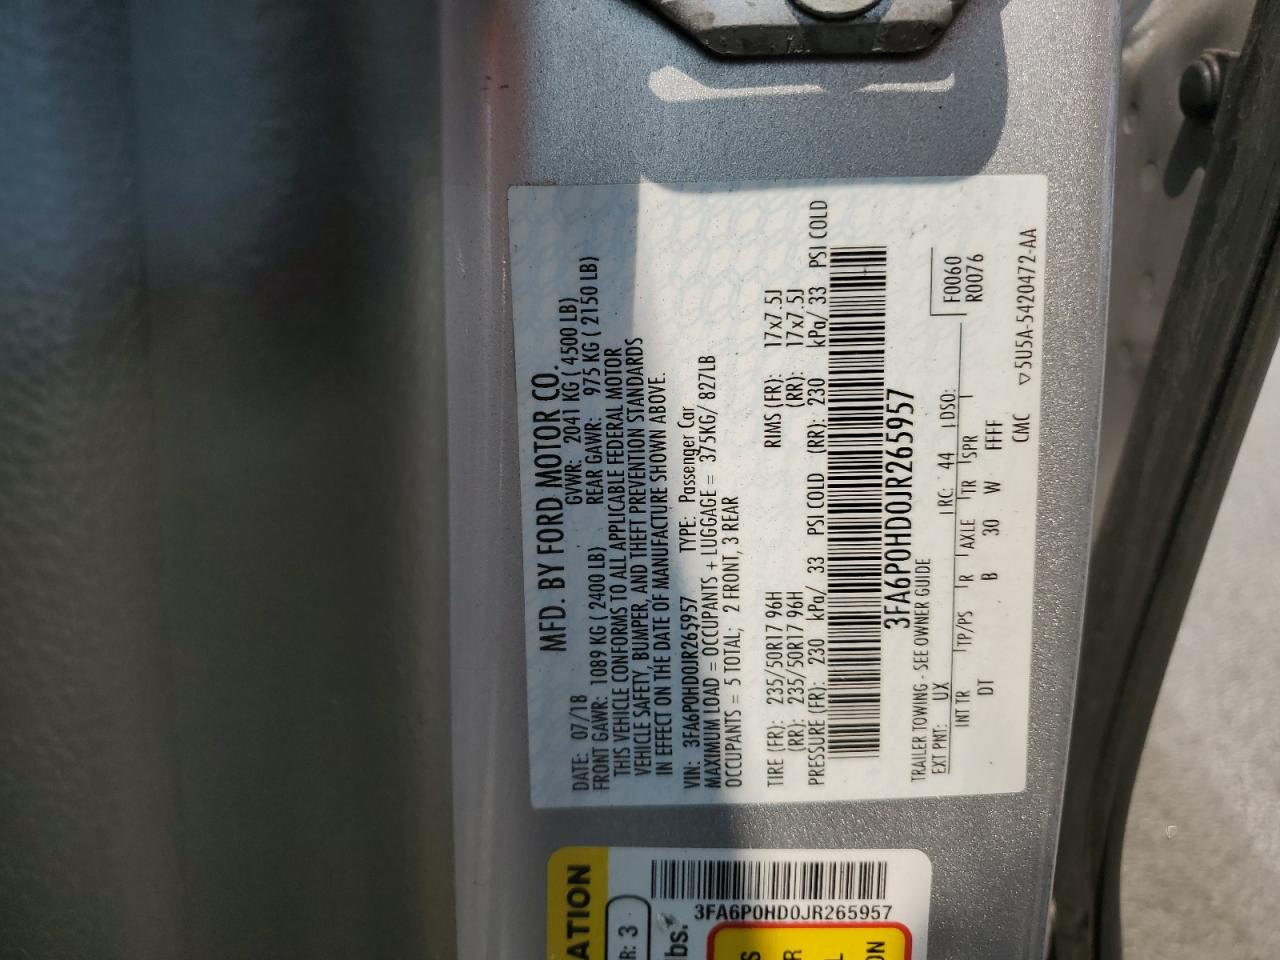 MFD. BY FORD MOTOR CO.
DATE: 07/18 GVWR: 2041 KG ( 4500 LB)
FRONT GAWR: 1089 KG ( 2400 LB) REAR GAWR: 975 KG ( 2150 LB)
THIS VEHICLE CONFORMS TO ALL APPLICABLE FEDERAL MOTOR
VEHICLE SAFETY, BUMPER, AND THEFT PREVENTION STANDARDS
IN EFFECT ON THE DATE OF MANUFACTURE SHOWN ABOVE.
VIN: 3FA6P0HD0JR265957 TYPE: Passenger Car
MAXIMUM LOAD = OCCUPANTS + LUGGAGE = 375KG/ 827LB
OCCUPANTS = 5 TOTAL; 2 FRONT, 3 REAR
TIRE (FR): 235/50R17 96H RIMS (FR): 17x7.5J
(RR): 235/50R17 96H (RR): 17x7.5J
PRESSURE (FR): 230 kPa/ 33 PSI COLD (RR): 230 kPa/ 33 PSI COLD
3FA6P0HD0JR265957
TRAILER TOWING - SEE OWNER GUIDE
EXT PNT: UX RC: 44 DSO: F0060
INT TR TP/PS R AXLE TR SPR R0076
DT B 30 W FFFF
CMC ▽5U5A-5420472-AA
ATION
R: 3
bs.
3FA6P0HD0JR265957
S
R
L
ON